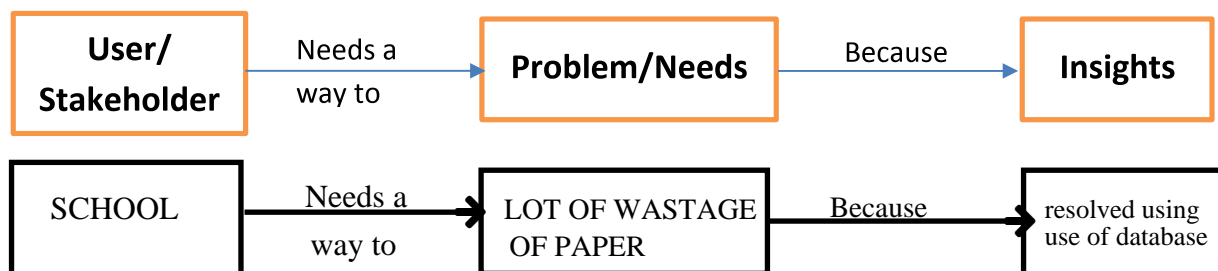 User/
Stakeholder
Needs a
way to
Problem/Needs
Because
Insights
SCHOOL
Needs a
way to
LOT OF WASTAGE
OF PAPER
Because
resolved using
use of database